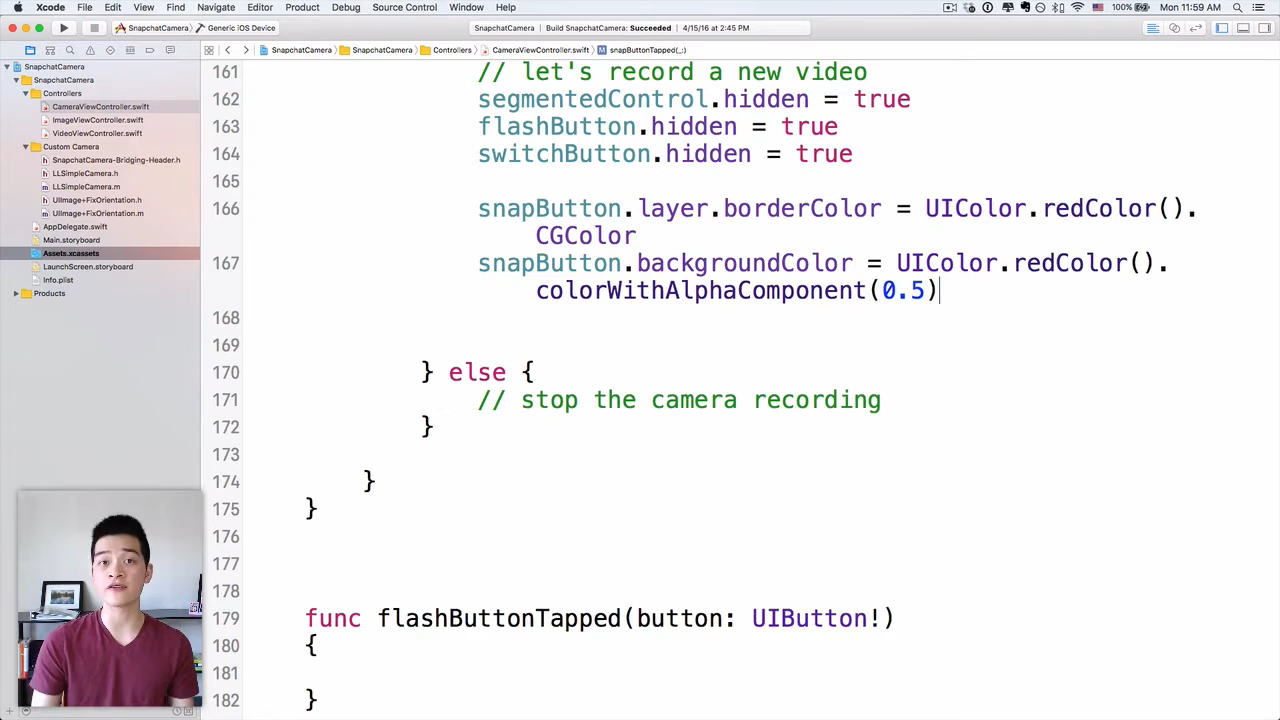 Xcode File Edit View Find Navigate Editor Product Debug Source Control Window Help 100% Mon 11:59 AM
SnapchatCamera Generic iOS Device SnapchatCamera Build SnapchatCamera: Succeeded 4/15/16 at 2:45 PM
SnapchatCamera SnapchatCamera Controllers CameraViewController.swift snapButtonTapped(_:)
SnapchatCamera
SnapchatCamera
Controllers
CameraViewController.swift
ImageViewController.swift
VideoViewController.swift
Custom Camera
SnapchatCamera-Bridging-Header.h
LLSimpleCamera.h
LLSimpleCamera.m
UIImage+FixOrientation.h
UIImage+FixOrientation.m
AppDelegate.swift
Main.storyboard
Assets.xcassets
LaunchScreen.storyboard
Info.plist
Products
161 // let's record a new video
162 segmentedControl.hidden = true
163 flashButton.hidden = true
164 switchButton.hidden = true
165
166 snapButton.layer.borderColor = UIColor.redColor().
CGColor
167 snapButton.backgroundColor = UIColor.redColor().
colorWithAlphaComponent(0.5)
168
169
170 } else {
171 // stop the camera recording
172 }
173
174 }
175 }
176
177
178
179 func flashButtonTapped(button: UIButton!)
180 {
181
182 }